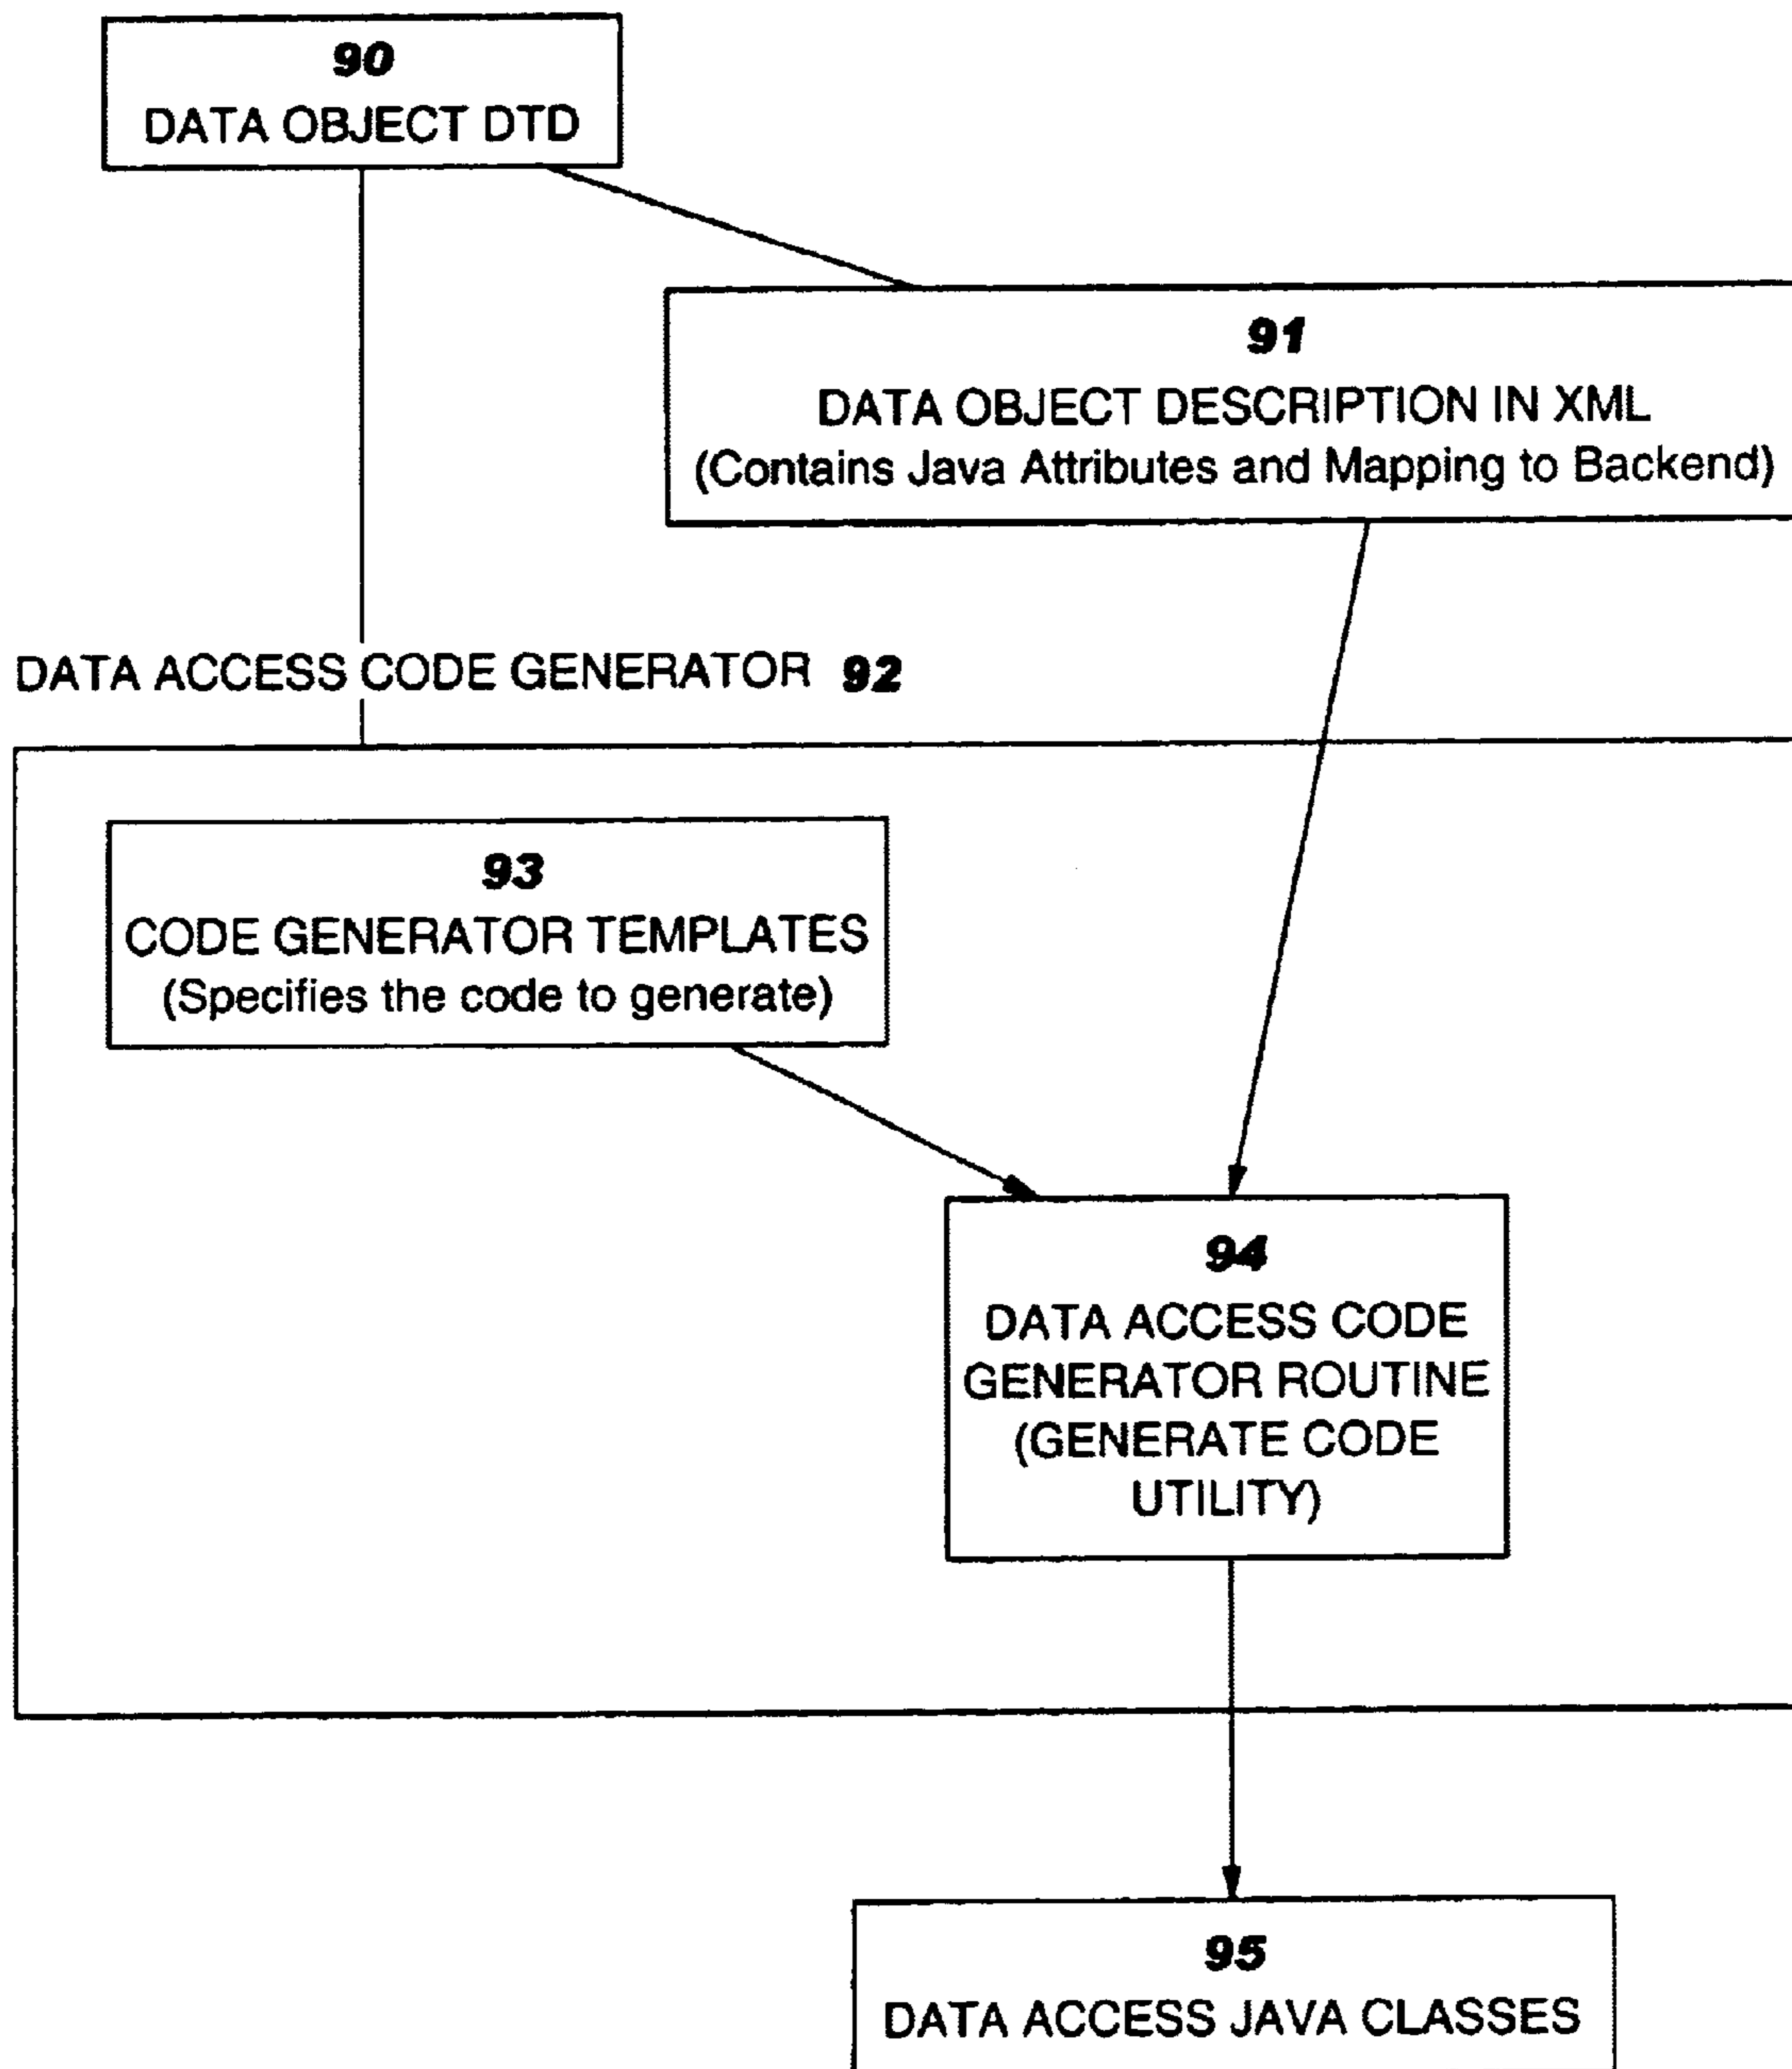 90
DATA OBJECT DTD
91
DATA OBJECT DESCRIPTION IN XML
(Contains Java Attributes and Mapping to Backend)
DATA ACCESS CODE GENERATOR 92
93
CODE GENERATOR TEMPLATES
(Specifies the code to generate)
94
DATA ACCESS CODE
GENERATOR ROUTINE
(GENERATE CODE
UTILITY)
95
DATA ACCESS JAVA CLASSES